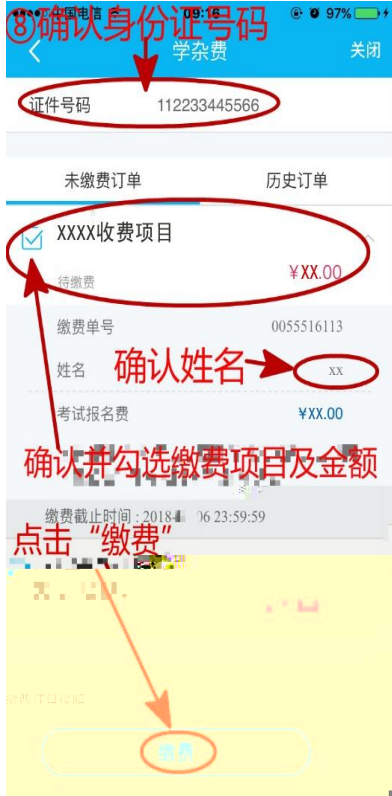 中国电信 09:16 97%
⑧确认身份证号码
学杂费 关闭
证件号码 112233445566
未缴费订单 历史订单
XXXX收费项目
待缴费 ¥XX.00
缴费单号 0055516113
确认姓名
姓名 xx
考试报名费 ¥XX.00
确认并勾选缴费项目及金额
缴费截止时间 : 2018- 06 23:59:59
点击“缴费”
缴费